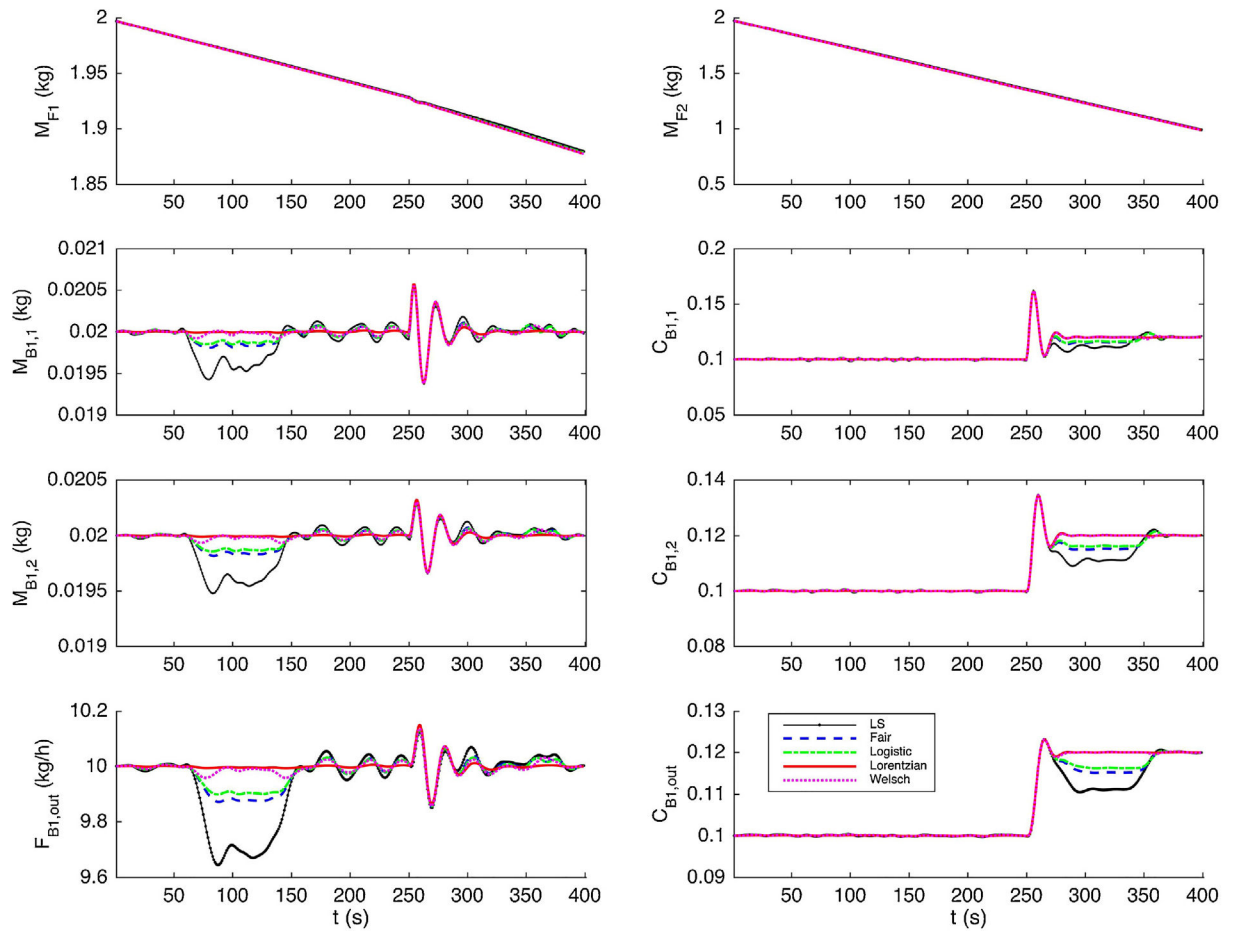 2
1.95
1.9
1.85
M_F1 (kg)
50 100 150 200 250 300 350 400
2
1.5
1
0.5
M_F2 (kg)
50 100 150 200 250 300 350 400
0.021
0.0205
0.02
0.0195
0.019
M_B1,1 (kg)
50 100 150 200 250 300 350 400
0.2
0.15
0.1
0.05
C_B1,1
50 100 150 200 250 300 350 400
0.0205
0.02
0.0195
0.019
M_B1,2 (kg)
50 100 150 200 250 300 350 400
0.14
0.12
0.1
0.08
C_B1,2
50 100 150 200 250 300 350 400
10.2
10
9.8
9.6
F_B1,out (kg/h)
50 100 150 200 250 300 350 400
t (s)
0.13
0.12
0.11
0.1
0.09
C_B1,out
LS
Fair
Logistic
Lorentzian
Welsch
50 100 150 200 250 300 350 400
t (s)